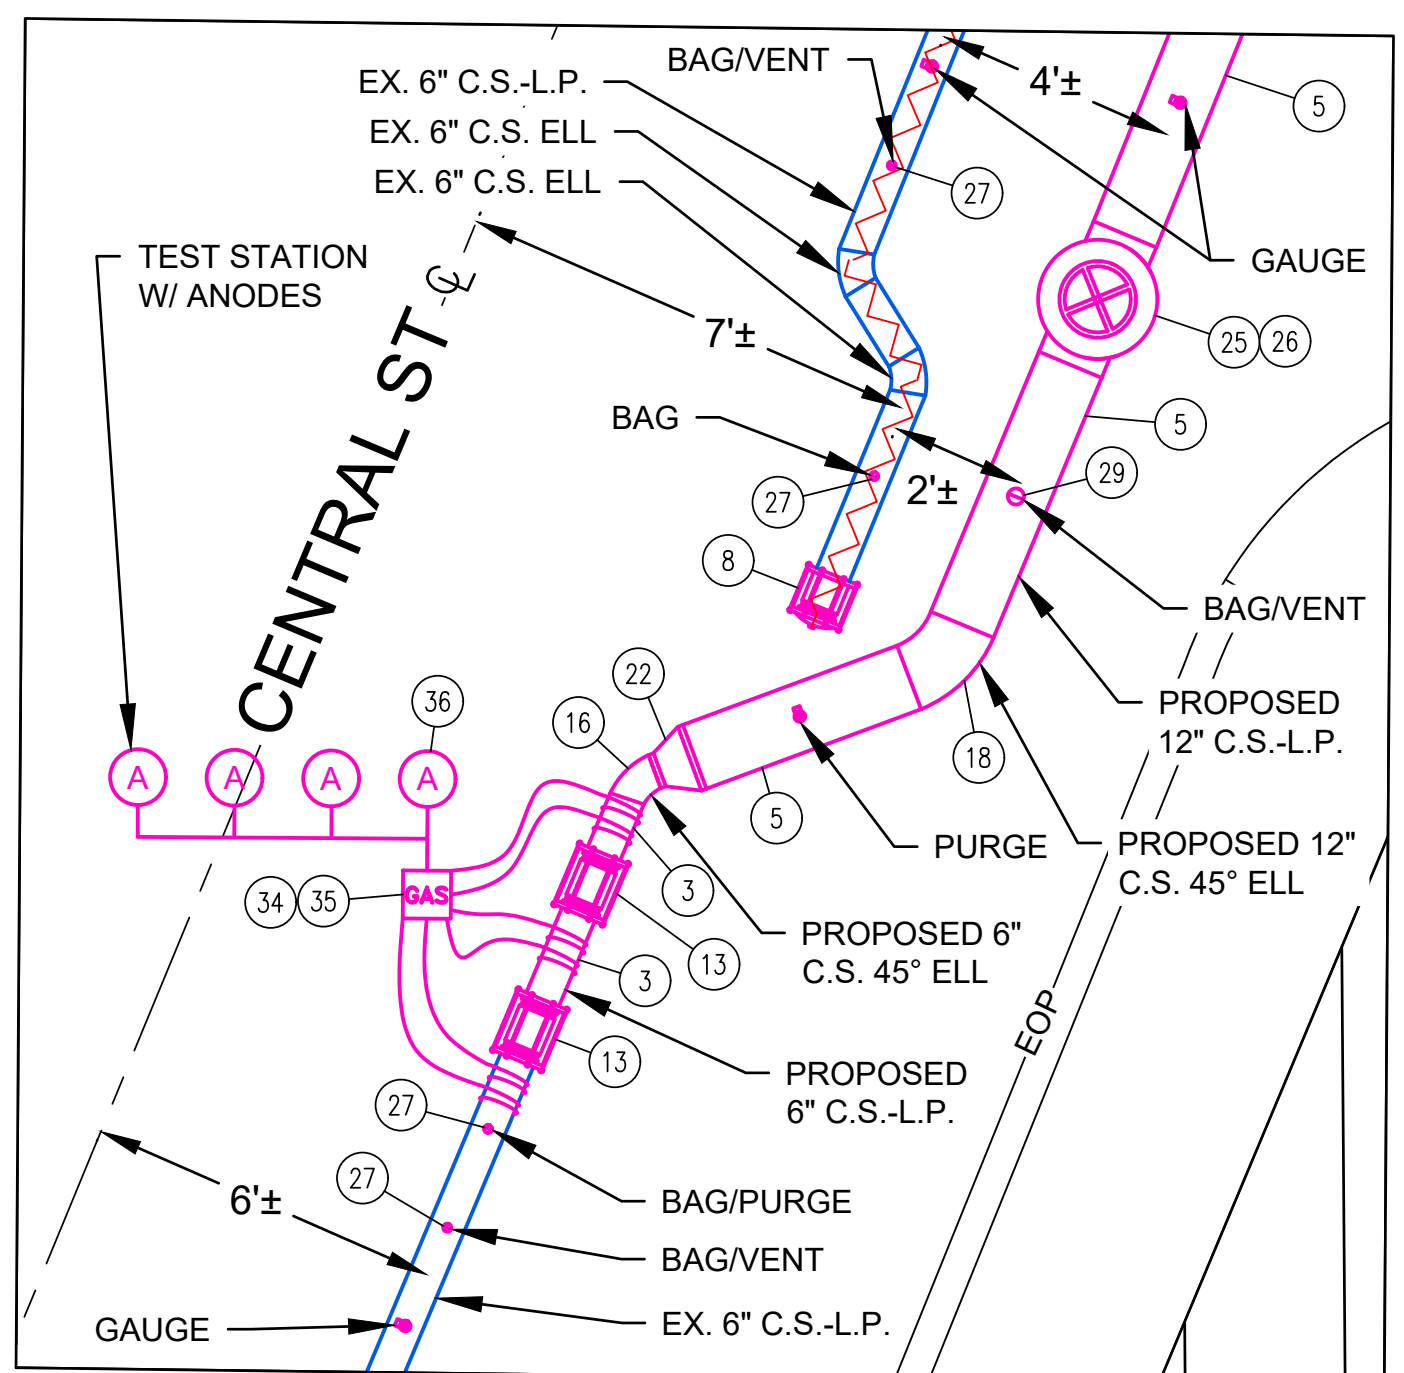 BAG/VENT
EX. 6" C.S.-L.P.
4'±
5
EX. 6" C.S. ELL
EX. 6" C.S. ELL
27
TEST STATION
W/ ANODES
GAUGE
CENTRAL ST
℄
7'±
25
26
BAG
5
27
2'±
29
8
BAG/VENT
22
36
16
18
PROPOSED
12" C.S.-L.P.
A
A
A
A
5
PURGE
PROPOSED 12"
C.S. 45° ELL
34
35
GAS
3
PROPOSED 6"
C.S. 45° ELL
13
3
EOP
13
PROPOSED
6" C.S.-L.P.
27
27
6'±
BAG/PURGE
BAG/VENT
GAUGE
EX. 6" C.S.-L.P.